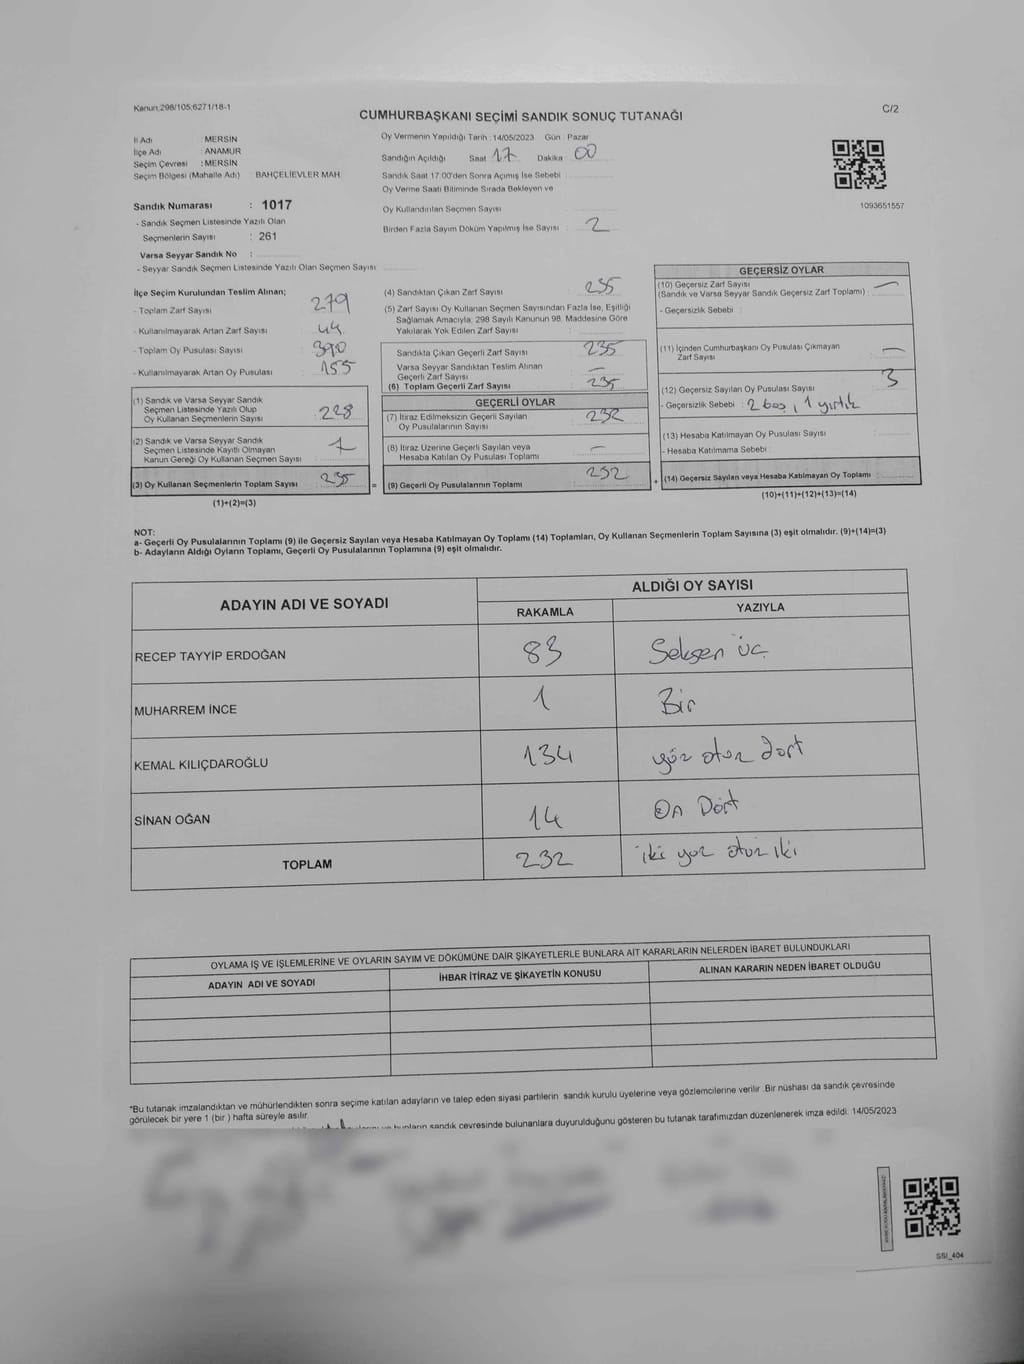 Kanun:298/105,6271/18-1
C/2
CUMHURBAŞKANI SEÇİMİ SANDIK SONUÇ TUTANAĞI
İl Adı : MERSİN
İlçe Adı : ANAMUR
Seçim Çevresi : MERSİN
Seçim Bölgesi (Mahalle Adı) BAHÇELİEVLER MAH.
Sandık Numarası : 1017
- Sandık Seçmen Listesinde Yazılı Olan
Seçmenlerin Sayısı : 261
Varsa Seyyar Sandık No :
- Seyyar Sandık Seçmen Listesinde Yazılı Olan Seçmen Sayısı
Oy Vermenin Yapıldığı Tarih : 14/05/2023 Gün : Pazar
Sandığın Açıldığı Saat 17 Dakika : 00
Sandık Saat 17:00'den Sonra Açımış İse Sebebi :
Oy Verme Saati Bitiminde Sırada Bekleyen ve
Oy Kullandırılan Seçmen Sayısı
Birden Fazla Sayım Döküm Yapılmış İse Sayısı : 2
1093651557
İlçe Seçim Kurulundan Teslim Alınan;
- Toplam Zarf Sayısı : 279
- Kullanılmayarak Artan Zarf Sayısı : 44
- Toplam Oy Pusulası Sayısı : 390
- Kullanılmayarak Artan Oy Pusulası : 155
(1) Sandık ve Varsa Seyyar Sandık
Seçmen Listesinde Yazılı Olup
Oy Kullanan Seçmenlerin Sayısı : 228
(2) Sandık ve Varsa Seyyar Sandık
Seçmen Listesinde Kayıtlı Olmayan
Kanun Gereği Oy Kullanan Seçmen Sayısı : 7
(3) Oy Kullanan Seçmenlerin Toplam Sayısı : 235
(1)+(2)=(3)
(4) Sandıktan Çıkan Zarf Sayısı : 235
(5) Zarf Sayısı Oy Kullanan Seçmen Sayısından Fazla İse, Eşitliği
Sağlamak Amacıyla, 298 Sayılı Kanunun 98. Maddesine Göre
Yakılarak Yok Edilen Zarf Sayısı :
Sandıkta Çıkan Geçerli Zarf Sayısı : 235
Varsa Seyyar Sandıktan Teslim Alınan
Geçerli Zarf Sayısı : —
(6) Toplam Geçerli Zarf Sayısı : 235
GEÇERLİ OYLAR
(7) İtiraz Edilmeksizin Geçerli Sayılan
Oy Pusulalarının Sayısı : 232
(8) İtiraz Üzerine Geçerli Sayılan veya
Hesaba Katılan Oy Pusulası Toplamı : —
= (9) Geçerli Oy Pusulalarının Toplamı : 232
GEÇERSİZ OYLAR
(10) Geçersiz Zarf Sayısı
(Sandık ve Varsa Seyyar Sandık Geçersiz Zarf Toplamı) : —
- Geçersizlik Sebebi :
(11) İçinden Cumhurbaşkanı Oy Pusulası Çıkmayan
Zarf Sayısı : —
(12) Geçersiz Sayılan Oy Pusulası Sayısı : 3
- Geçersizlik Sebebi : 2 boş, 1 yırtık
(13) Hesaba Katılmayan Oy Pusulası Sayısı :
- Hesaba Katılmama Sebebi :
+ (14) Geçersiz Sayılan veya Hesaba Katılmayan Oy Toplamı :
(10)+(11)+(12)+(13)=(14)
NOT:
a- Geçerli Oy Pusulalarının Toplamı (9) ile Geçersiz Sayılan veya Hesaba Katılmayan Oy Toplamı (14) Toplamları, Oy Kullanan Seçmenlerin Toplam Sayısına (3) eşit olmalıdır. (9)+(14)=(3)
b- Adayların Aldığı Oyların Toplamı, Geçerli Oy Pusulalarının Toplamına (9) eşit olmalıdır.
ADAYIN ADI VE SOYADI ALDIĞI OY SAYISI
RAKAMLA YAZIYLA
RECEP TAYYİP ERDOĞAN 83 Seksen üç
MUHARREM İNCE 1 Bir
KEMAL KILIÇDAROĞLU 134 yüz otuz dört
SİNAN OĞAN 14 On Dört
TOPLAM 232 iki yüz otuz iki
OYLAMA İŞ VE İŞLEMLERİNE VE OYLARIN SAYIM VE DÖKÜMÜNE DAİR ŞİKAYETLERLE BUNLARA AİT KARARLARIN NELERDEN İBARET BULUNDUKLARI
ADAYIN ADI VE SOYADI İHBAR İTİRAZ VE ŞİKAYETİN KONUSU ALINAN KARARIN NEDEN İBARET OLDUĞU
*Bu tutanak imzalandıktan ve mühürlendikten sonra seçime katılan adayların ve talep eden siyasi partilerin sandık kurulu üyelerine veya gözlemcilerine verilir .Bir nüshası da sandık çevresinde
görülecek bir yere 1 (bir ) hafta süreyle asılır.
ve bunların sandık çevresinde bulunanlara duyurulduğunu gösteren bu tutanak tarafımızdan düzenlenerek imza edildi. 14/05/2023
SSI_404